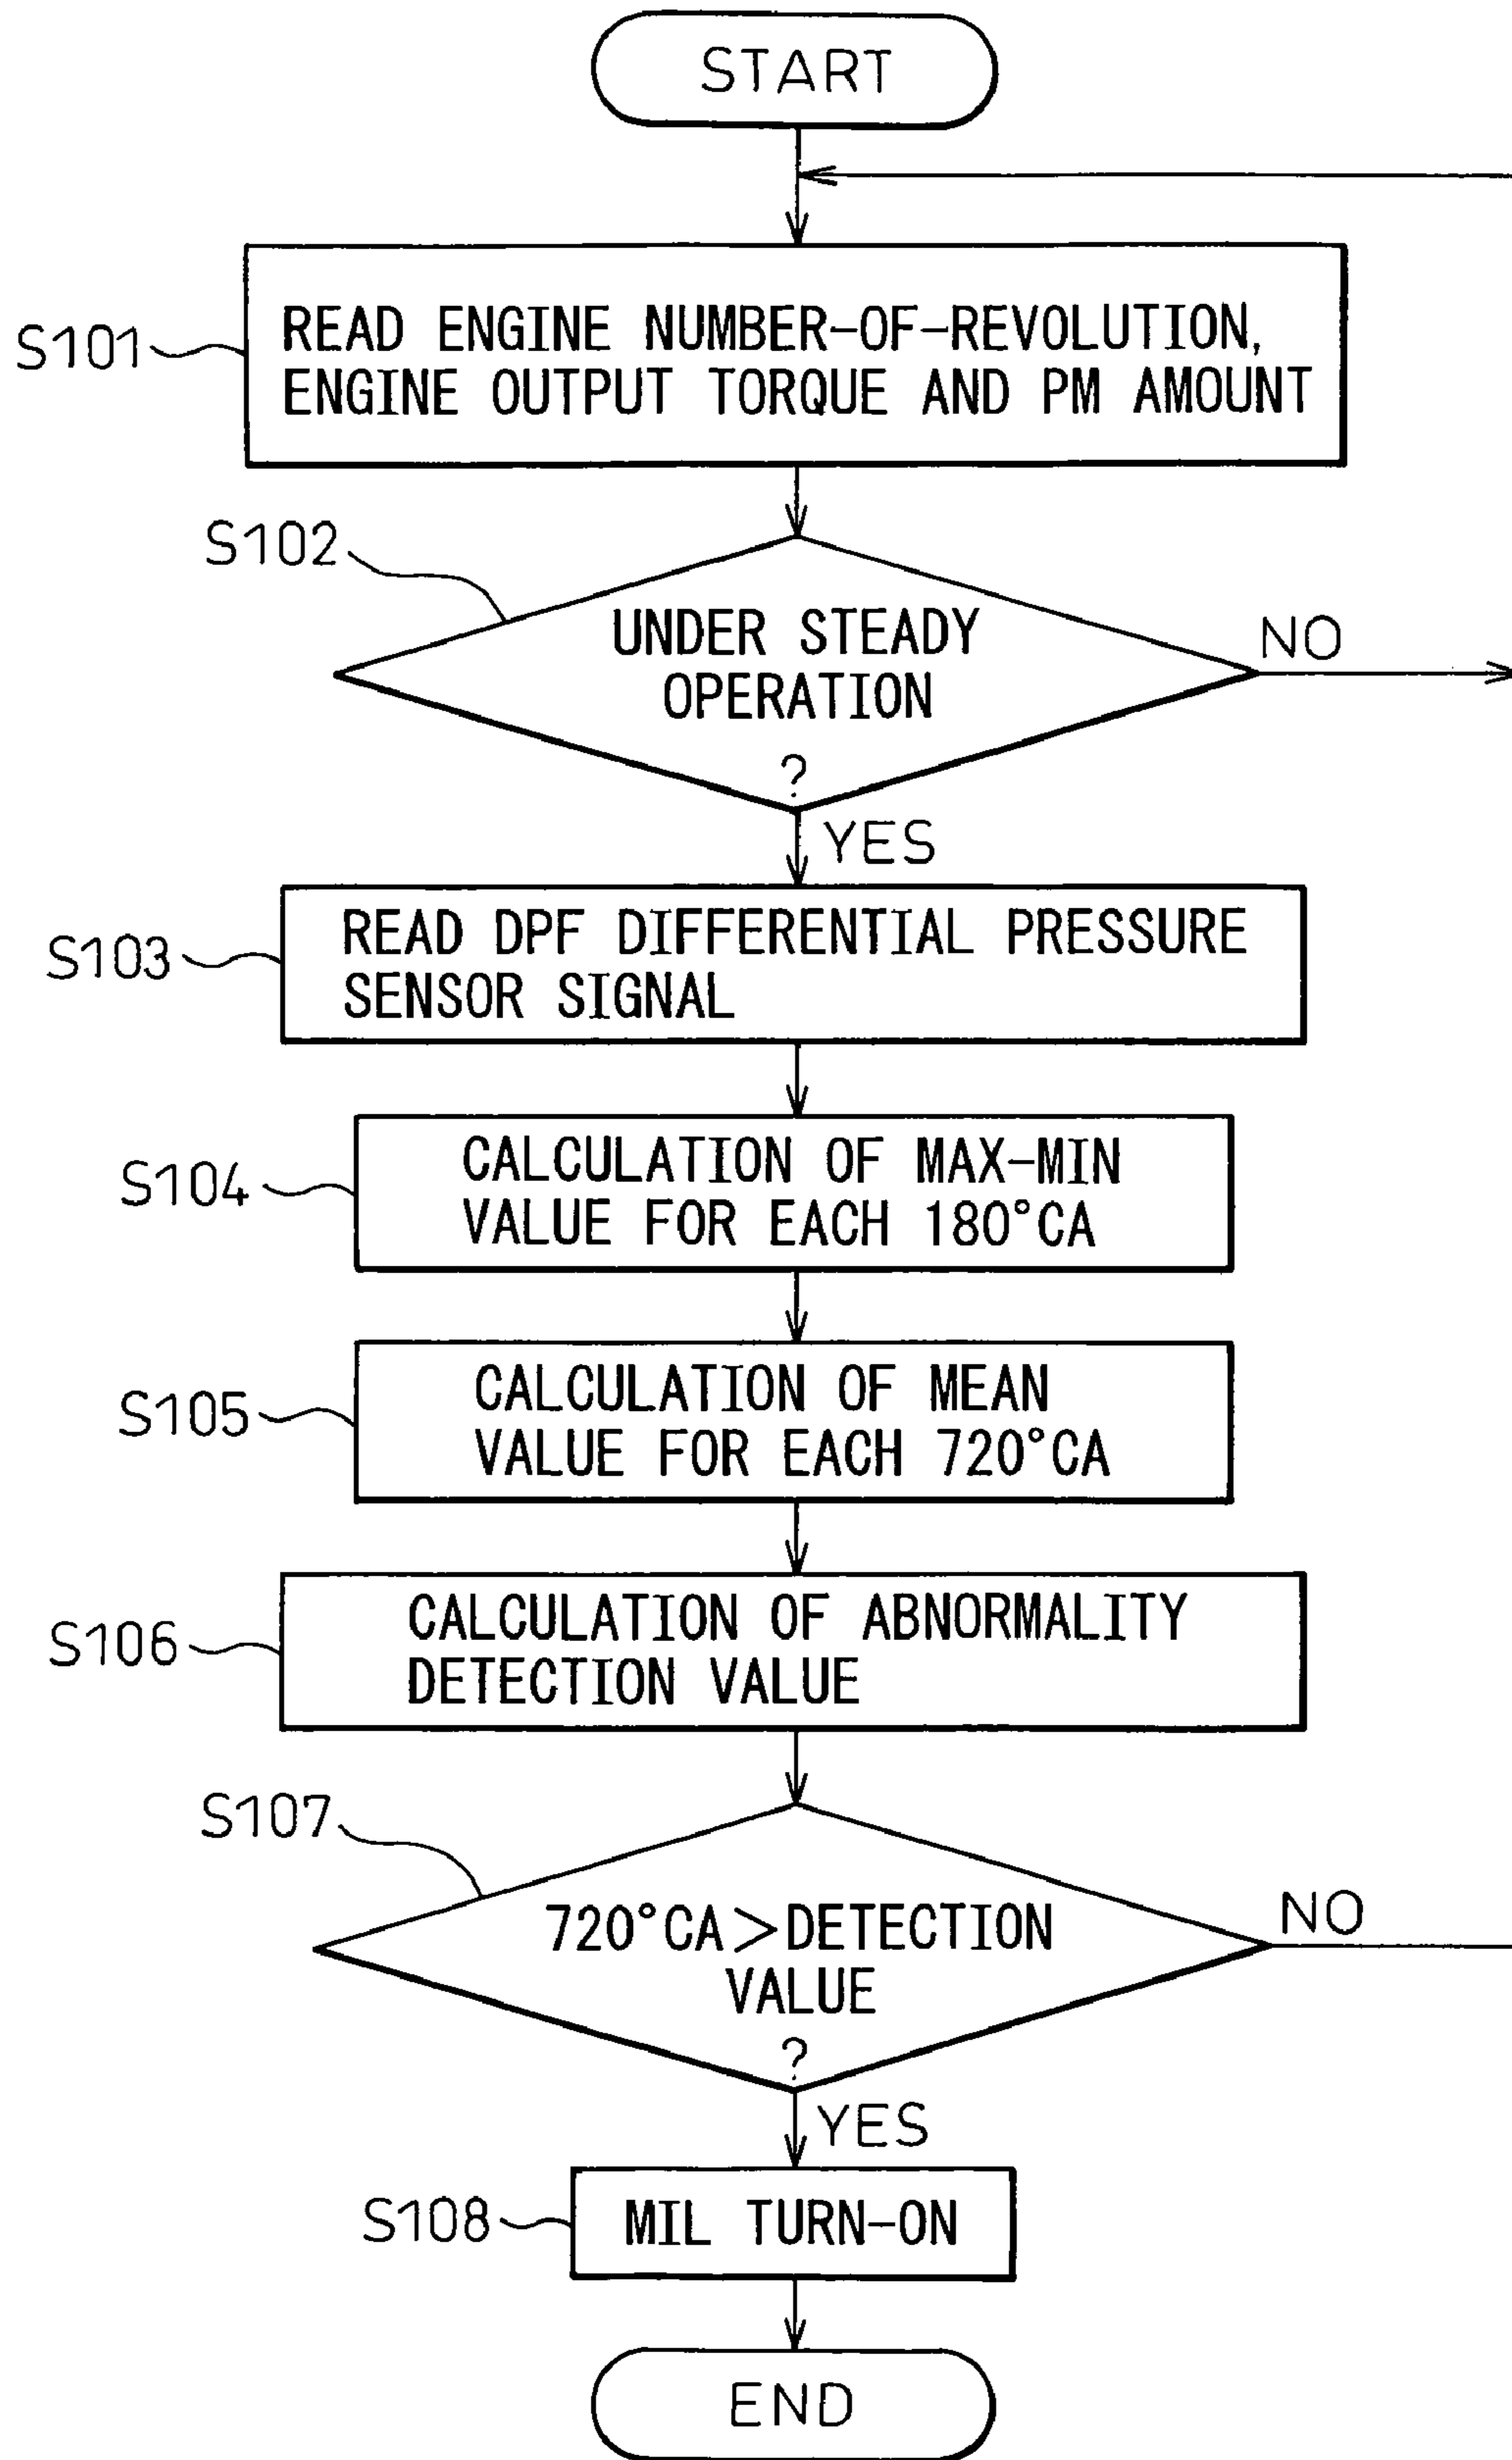 START
S101
READ ENGINE NUMBER-OF-REVOLUTION,
ENGINE OUTPUT TORQUE AND PM AMOUNT
S102
UNDER STEADY
OPERATION
?
NO
YES
S103
READ DPF DIFFERENTIAL PRESSURE
SENSOR SIGNAL
S104
CALCULATION OF MAX-MIN
VALUE FOR EACH 180°CA
S105
CALCULATION OF MEAN
VALUE FOR EACH 720°CA
S106
CALCULATION OF ABNORMALITY
DETECTION VALUE
S107
720°CA>DETECTION
VALUE
?
NO
YES
S108
MIL TURN-ON
END